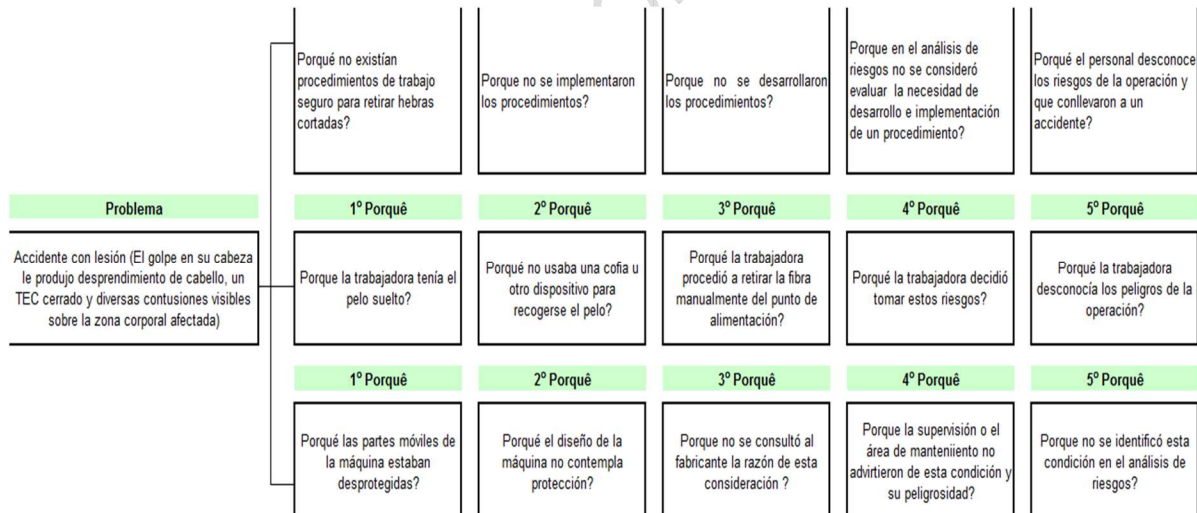 Porqué no existían
procedimientos de trabajo
seguro para retirar hebras
cortadas?
Porque no se implementaron
los procedimientos?
Porque no se desarrollaron
los procedimientos?
Porque en el análisis de
riesgos no se consideró
evaluar la necesidad de
desarrollo e implementación
de un procedimiento?
Porqué el personal desconoce
los riesgos de la operación y
que conllevaron a un
accidente?
Problema
1º Porquê
2º Porquê
3º Porquê
4º Porquê
5º Porquê
Accidente con lesión (El golpe en su cabeza
le produjo desprendimiento de cabello, un
TEC cerrado y diversas contusiones visibles
sobre la zona corporal afectada)
Porque la trabajadora tenía el
pelo suelto?
Porqué no usaba una cofia u
otro dispositivo para
recogerse el pelo?
Porqué la trabajadora
procedió a retirar la fibra
manualmente del punto de
alimentación?
Porqué la trabajadora decidió
tomar estos riesgos?
Porqué la trabajadora
desconocía los peligros de la
operación?
1º Porquê
2º Porquê
3º Porquê
4º Porquê
5º Porquê
Porqué las partes móviles de
la máquina estaban
desprotegidas?
Porqué el diseño de la
máquina no contempla
protección?
Porque no se consultó al
fabricante la razón de esta
consideración ?
Porque la supervisión o el
área de manteniiento no
advirtieron de esta condición y
su peligrosidad?
Porque no se identificó esta
condición en el análisis de
riesgos?